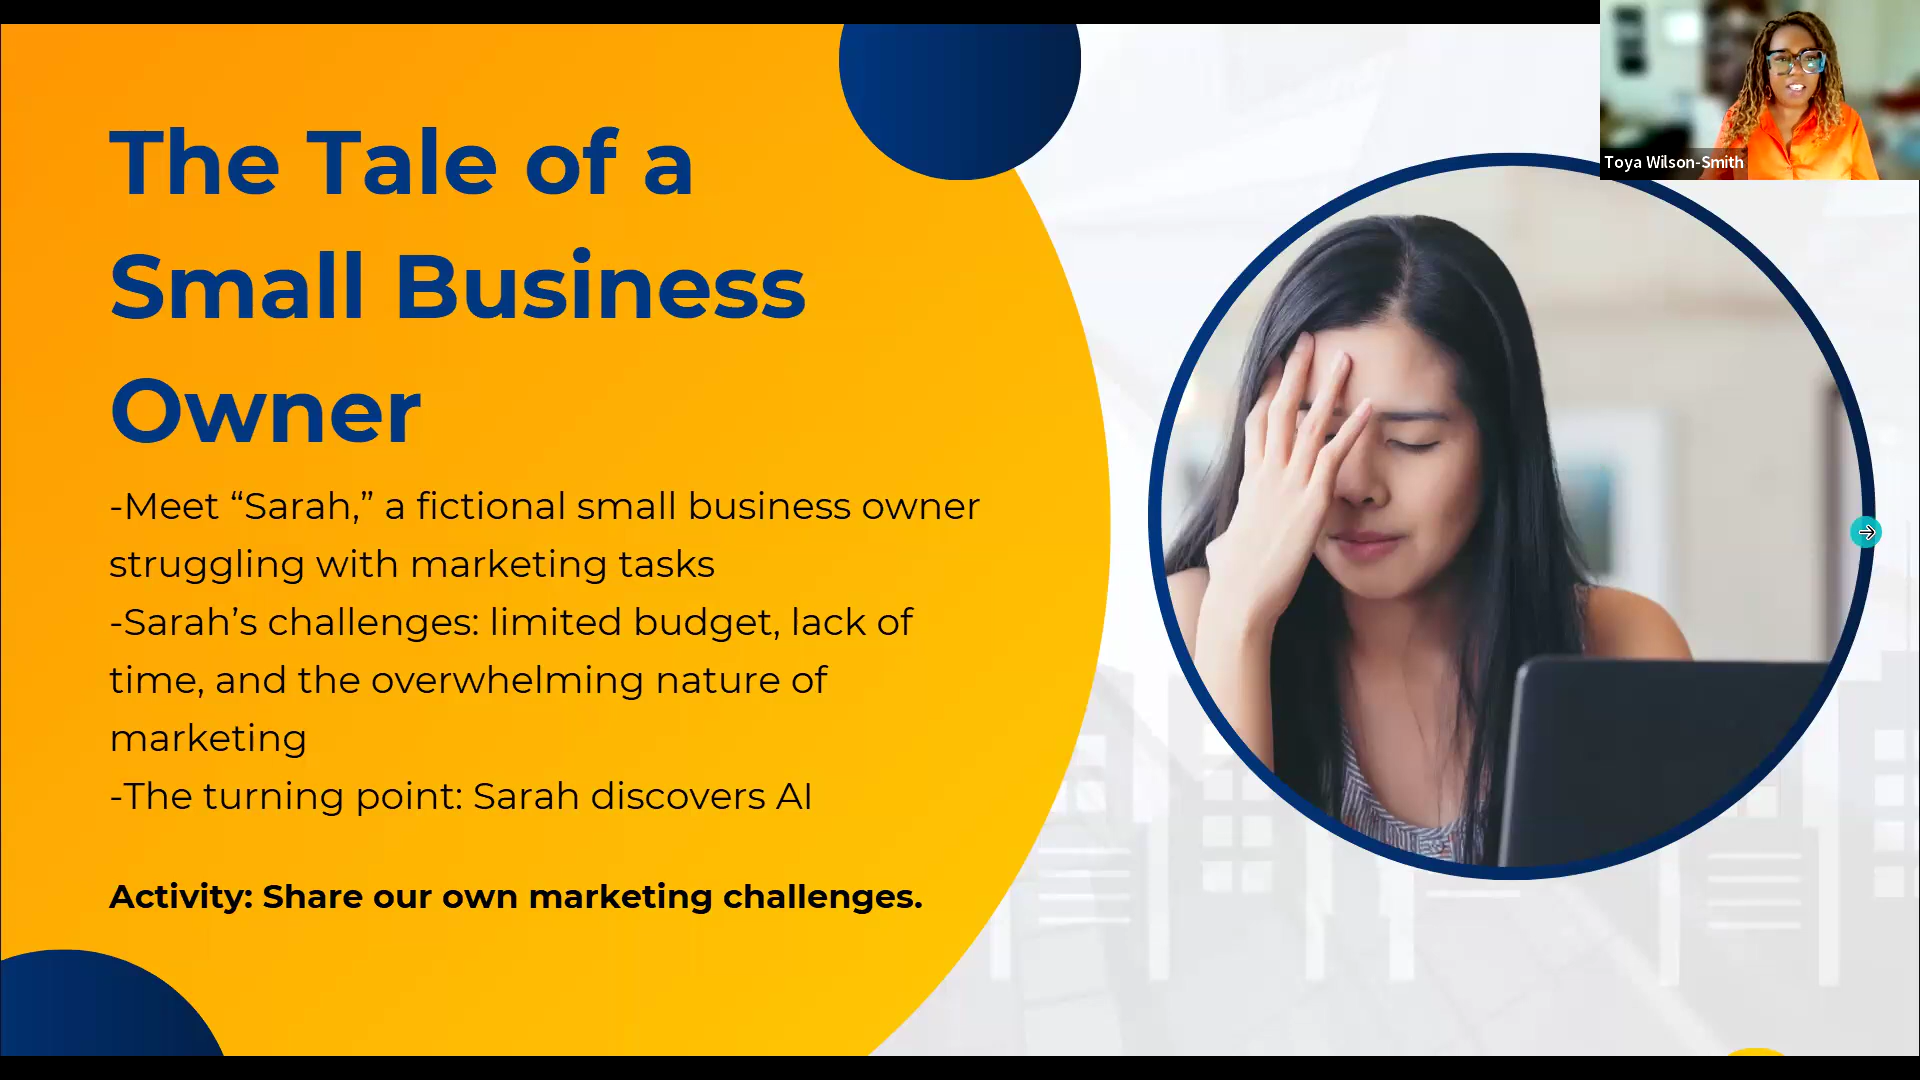 The Tale of a
Small Business
Owner
-Meet “Sarah,” a fictional small business owner
struggling with marketing tasks
-Sarah’s challenges: limited budget, lack of
time, and the overwhelming nature of
marketing
-The turning point: Sarah discovers AI
Activity: Share our own marketing challenges.
Toya Wilson-Smith